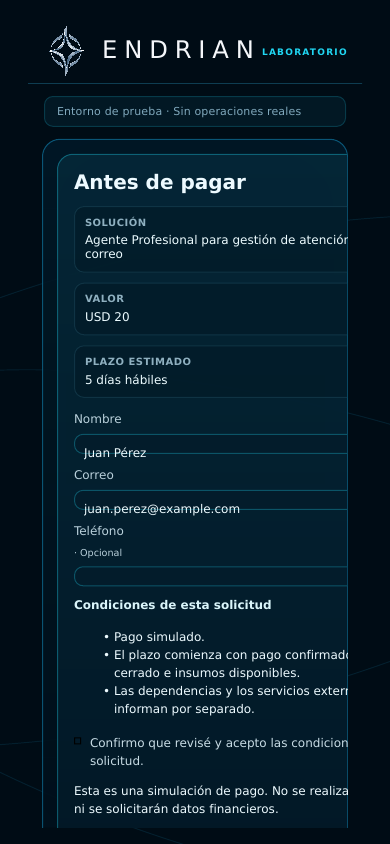 ENDRIAN LABORATORIO
Entorno de prueba · Sin operaciones reales
Antes de pagar
SOLUCIÓN
Agente Profesional para gestión de atención
correo
VALOR
USD 20
PLAZO ESTIMADO
5 días hábiles
Nombre
Juan Pérez
Correo
juan.perez@example.com
Teléfono
· Opcional
Condiciones de esta solicitud
• Pago simulado.
• El plazo comienza con pago confirmado
cerrado e insumos disponibles.
• Las dependencias y los servicios
informan por separado.
Confirmo que revisé y acepto las
solicitud.
Esta es una simulación de pago. No se
ni se solicitarán datos financieros.